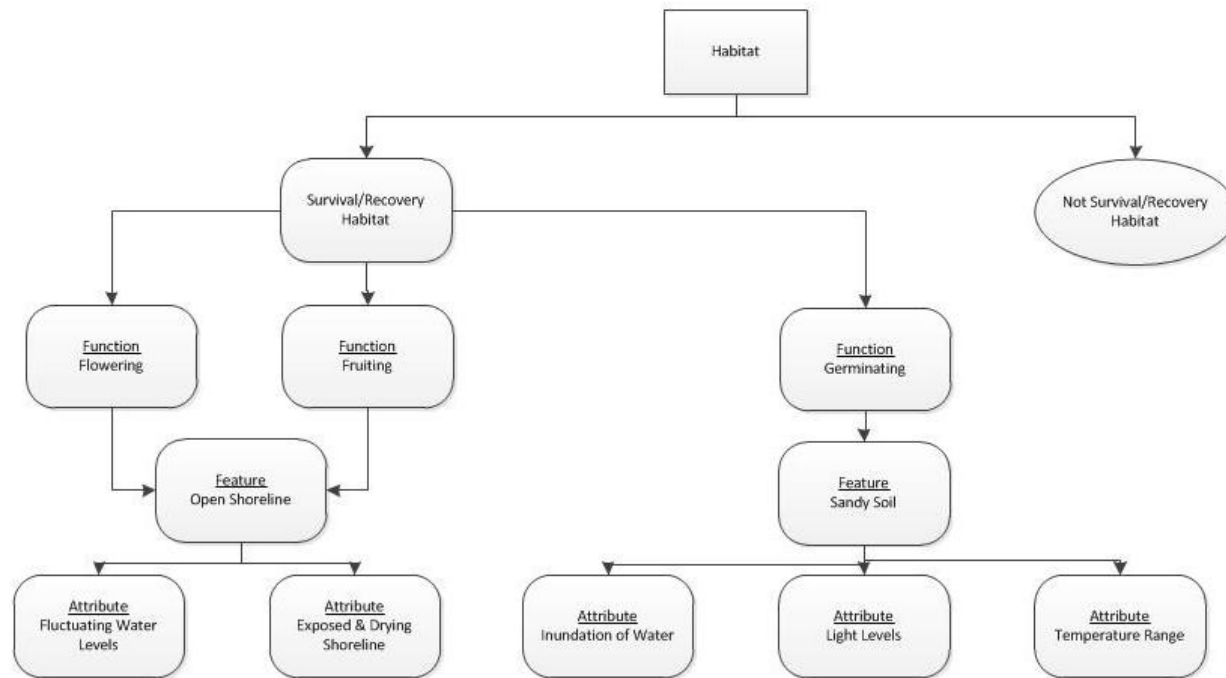 Habitat
Survival/Recovery
Habitat
Not Survival/Recovery
Habitat
Function
Flowering
Function
Fruiting
Function
Germinating
Feature
Open Shoreline
Feature
Sandy Soil
Attribute
Fluctuating Water
Levels
Attribute
Exposed & Drying
Shoreline
Attribute
Inundation of Water
Attribute
Light Levels
Attribute
Temperature Range